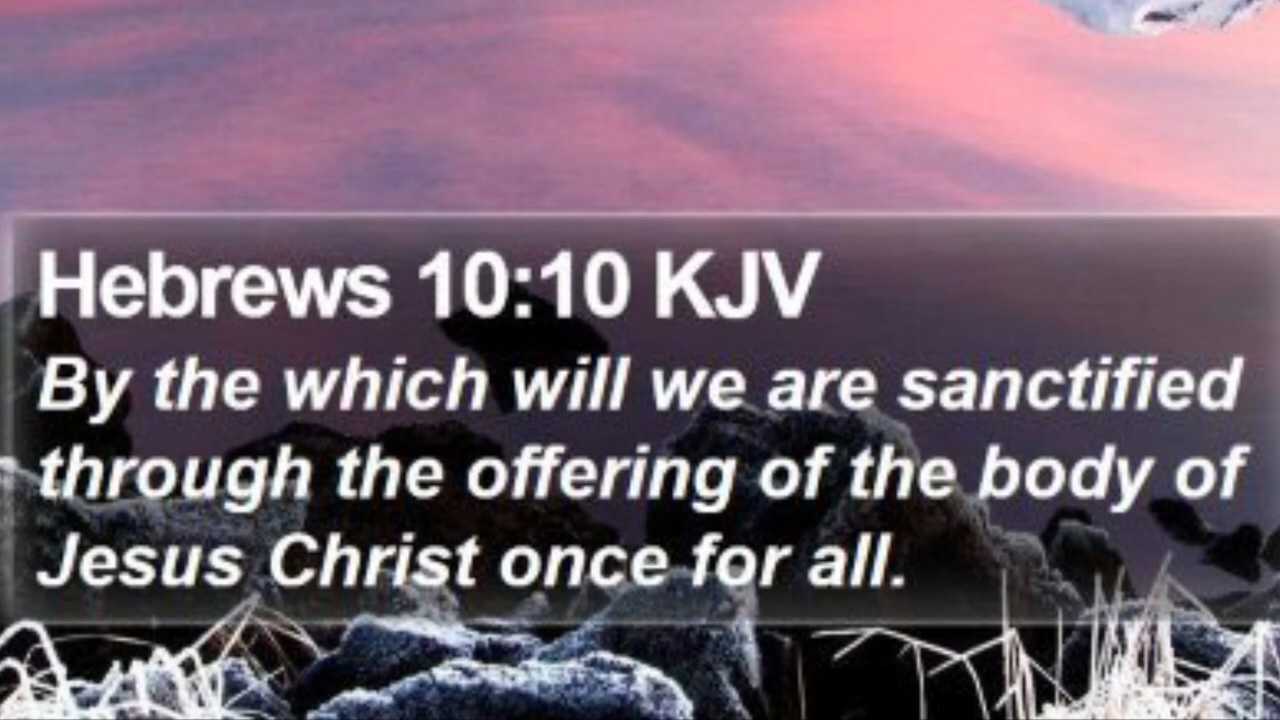 Hebrews 10:10 KJV
By the which will we are sanctified
through the offering of the body of
Jesus Christ once for all.